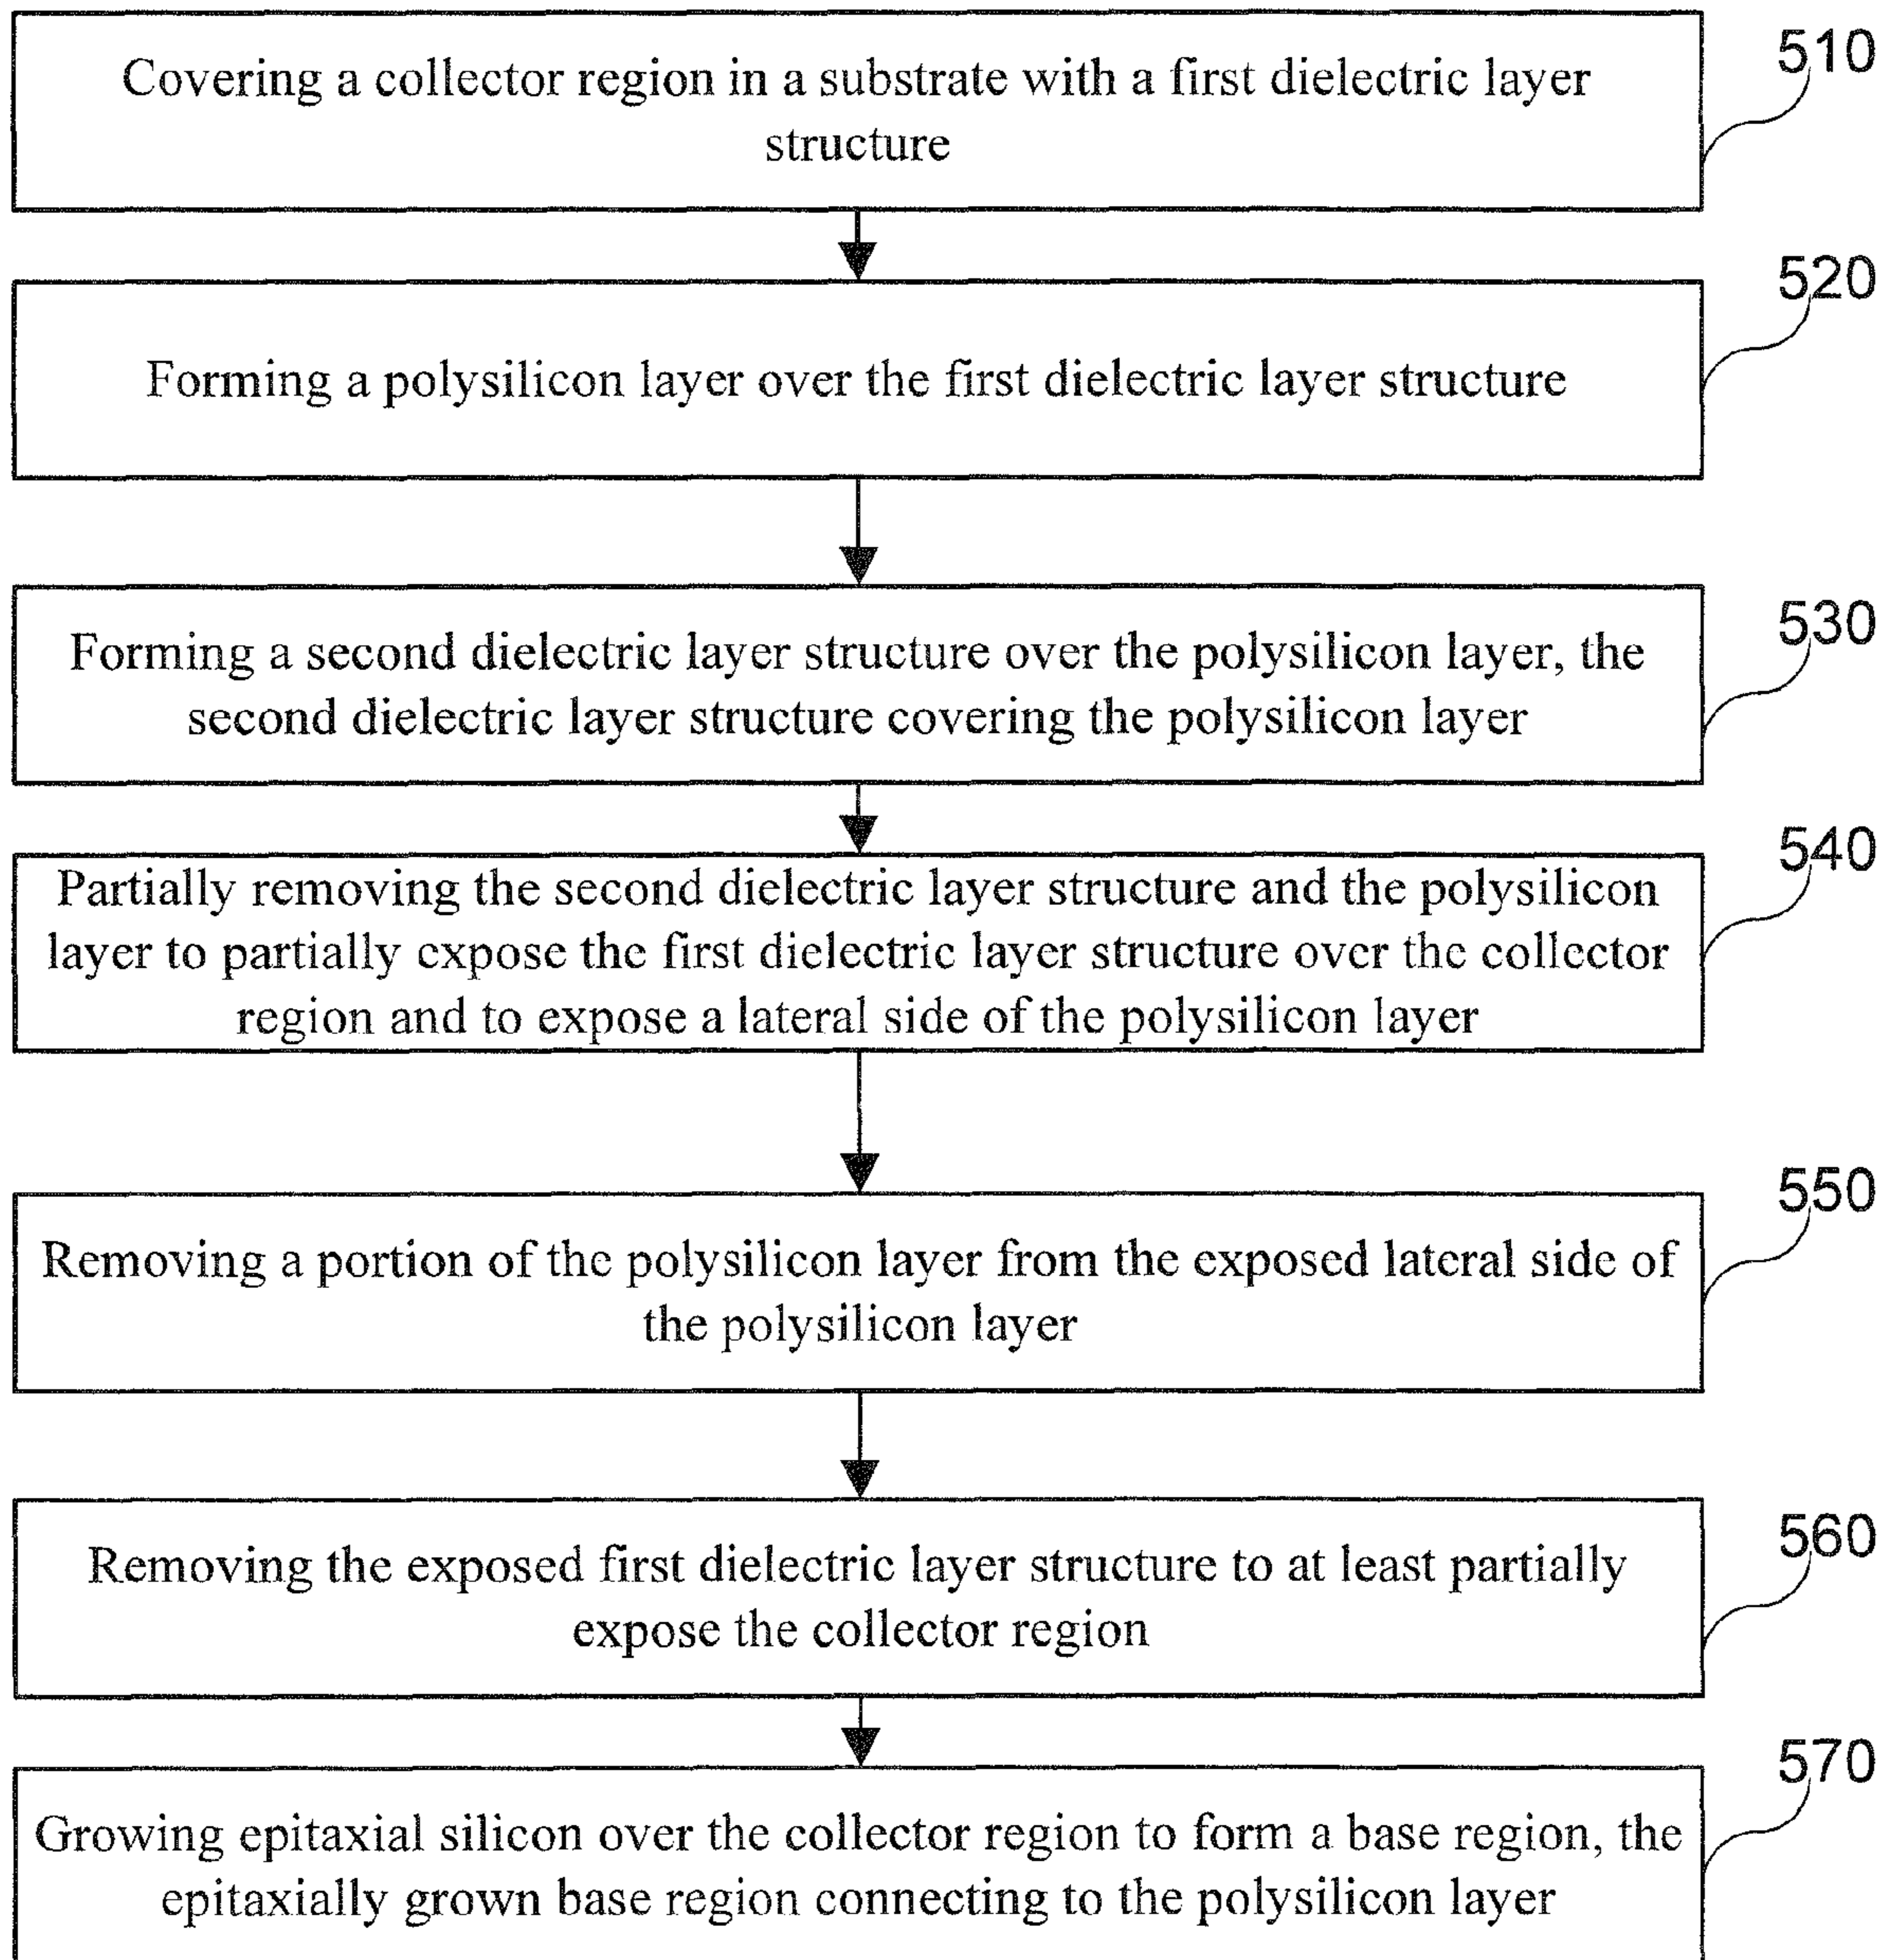 510
Covering a collector region in a substrate with a first dielectric layer
structure
520
Forming a polysilicon layer over the first dielectric layer structure
530
Forming a second dielectric layer structure over the polysilicon layer, the
second dielectric layer structure covering the polysilicon layer
540
Partially removing the second dielectric layer structure and the polysilicon
layer to partially expose the first dielectric layer structure over the collector
region and to expose a lateral side of the polysilicon layer
550
Removing a portion of the polysilicon layer from the exposed lateral side of
the polysilicon layer
560
Removing the exposed first dielectric layer structure to at least partially
expose the collector region
570
Growing epitaxial silicon over the collector region to form a base region, the
epitaxially grown base region connecting to the polysilicon layer